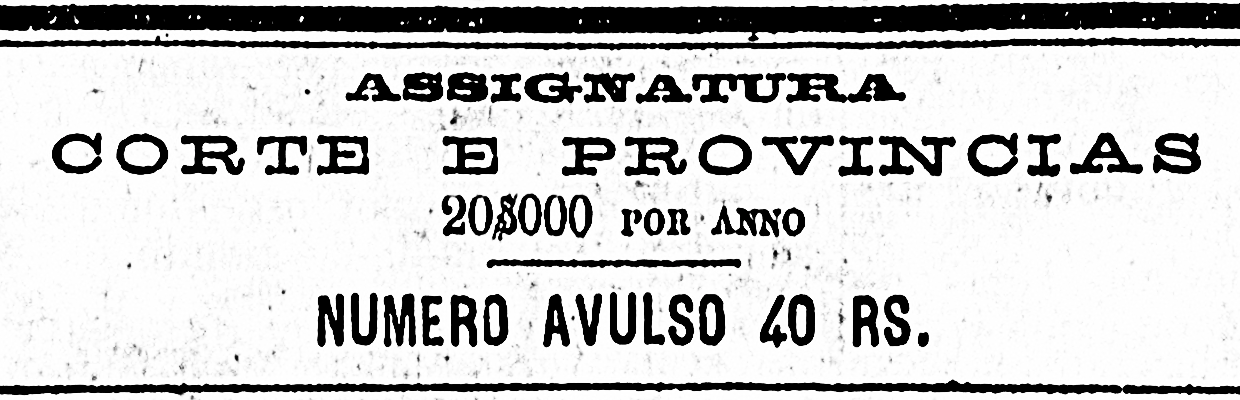 ASSIGNATURA
CORTE E PROVINCIAS
20$000 POR ANNO
NUMERO AVULSO 40 RS.